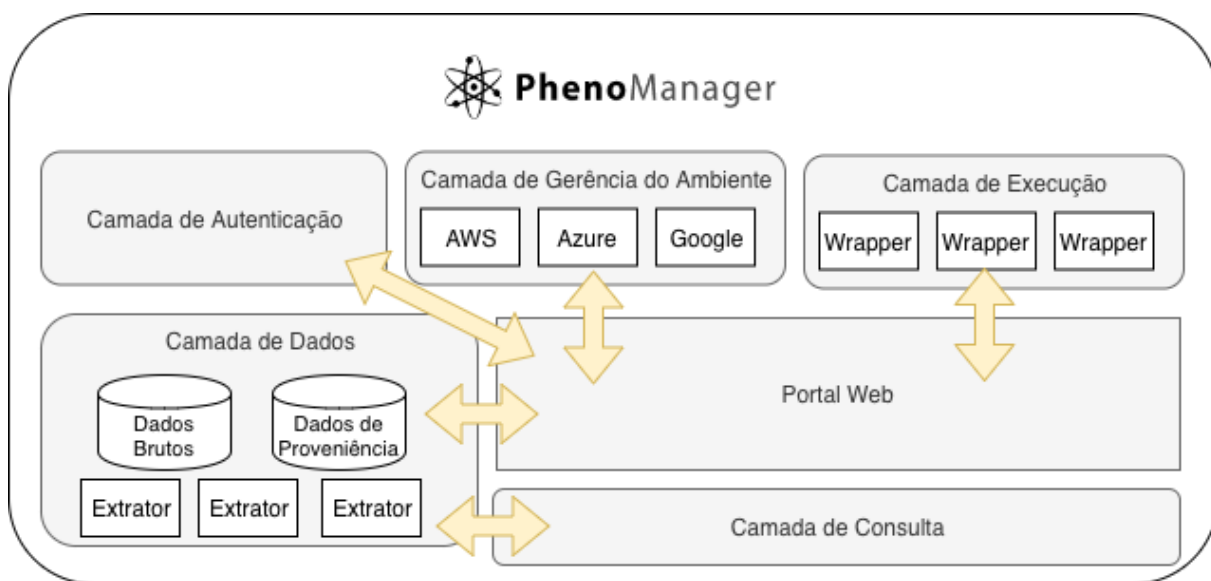 PhenoManager
Camada de Autenticação
Camada de Gerência do Ambiente
AWS
Azure
Google
Camada de Execução
Wrapper
Wrapper
Wrapper
Camada de Dados
Dados
Brutos
Dados de
Proveniência
Extrator
Extrator
Extrator
Portal Web
Camada de Consulta